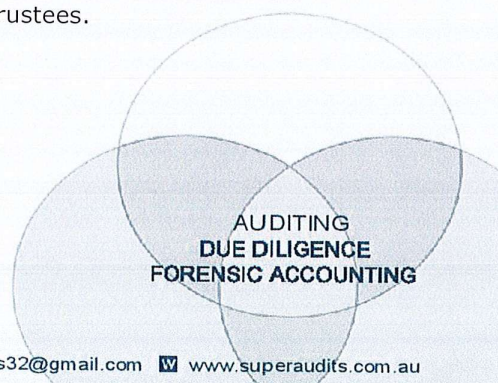 rustees.
AUDITING
DUE DILIGENCE
FORENSIC ACCOUNTING
s32@gmail.com W www.superaudits.com.au